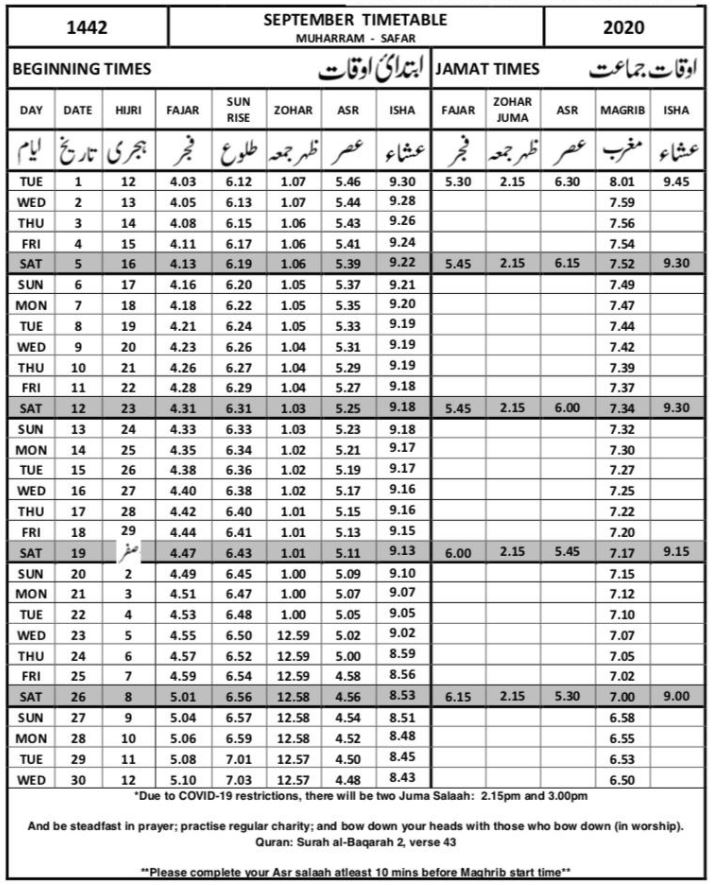 1442 SEPTEMBER TIMETABLE 2020
MUHARRAM - SAFAR
BEGINNING TIMES ابتدائ اوقات JAMAT TIMES اوقات جماعت
DAY DATE HIJRI FAJAR SUN RISE ZOHAR ASR ISHA FAJAR ZOHAR JUMA ASR MAGRIB ISHA
ایام تاریخ ہجری فجر طلوع ظہر جمعہ عصر عشاء فجر ظہر جمعہ عصر مغرب عشاء
TUE 1 12 4.03 6.12 1.07 5.46 9.30 5.30 2.15 6.30 8.01 9.45
WED 2 13 4.05 6.13 1.07 5.44 9.28 7.59
THU 3 14 4.08 6.15 1.06 5.43 9.26 7.56
FRI 4 15 4.11 6.17 1.06 5.41 9.24 7.54
SAT 5 16 4.13 6.19 1.06 5.39 9.22 5.45 2.15 6.15 7.52 9.30
SUN 6 17 4.16 6.20 1.05 5.37 9.21 7.49
MON 7 18 4.18 6.22 1.05 5.35 9.20 7.47
TUE 8 19 4.21 6.24 1.05 5.33 9.19 7.44
WED 9 20 4.23 6.26 1.04 5.31 9.19 7.42
THU 10 21 4.26 6.27 1.04 5.29 9.19 7.39
FRI 11 22 4.28 6.29 1.04 5.27 9.18 7.37
SAT 12 23 4.31 6.31 1.03 5.25 9.18 5.45 2.15 6.00 7.34 9.30
SUN 13 24 4.33 6.33 1.03 5.23 9.18 7.32
MON 14 25 4.35 6.34 1.02 5.21 9.17 7.30
TUE 15 26 4.38 6.36 1.02 5.19 9.17 7.27
WED 16 27 4.40 6.38 1.02 5.17 9.16 7.25
THU 17 28 4.42 6.40 1.01 5.15 9.16 7.22
FRI 18 29 4.44 6.41 1.01 5.13 9.15 7.20
SAT 19 صفر 4.47 6.43 1.01 5.11 9.13 6.00 2.15 5.45 7.17 9.15
SUN 20 2 4.49 6.45 1.00 5.09 9.10 7.15
MON 21 3 4.51 6.47 1.00 5.07 9.07 7.12
TUE 22 4 4.53 6.48 1.00 5.05 9.05 7.10
WED 23 5 4.55 6.50 12.59 5.02 9.02 7.07
THU 24 6 4.57 6.52 12.59 5.00 8.59 7.05
FRI 25 7 4.59 6.54 12.59 4.58 8.56 7.02
SAT 26 8 5.01 6.56 12.58 4.56 8.53 6.15 2.15 5.30 7.00 9.00
SUN 27 9 5.04 6.57 12.58 4.54 8.51 6.58
MON 28 10 5.06 6.59 12.58 4.52 8.48 6.55
TUE 29 11 5.08 7.01 12.57 4.50 8.45 6.53
WED 30 12 5.10 7.03 12.57 4.48 8.43 6.50
*Due to COVID-19 restrictions, there will be two Juma Salaah: 2.15pm and 3.00pm
And be steadfast in prayer; practise regular charity; and bow down your heads with those who bow down (in worship).
Quran: Surah al-Baqarah 2, verse 43
**Please complete your Asr salaah atleast 10 mins before Maghrib start time**